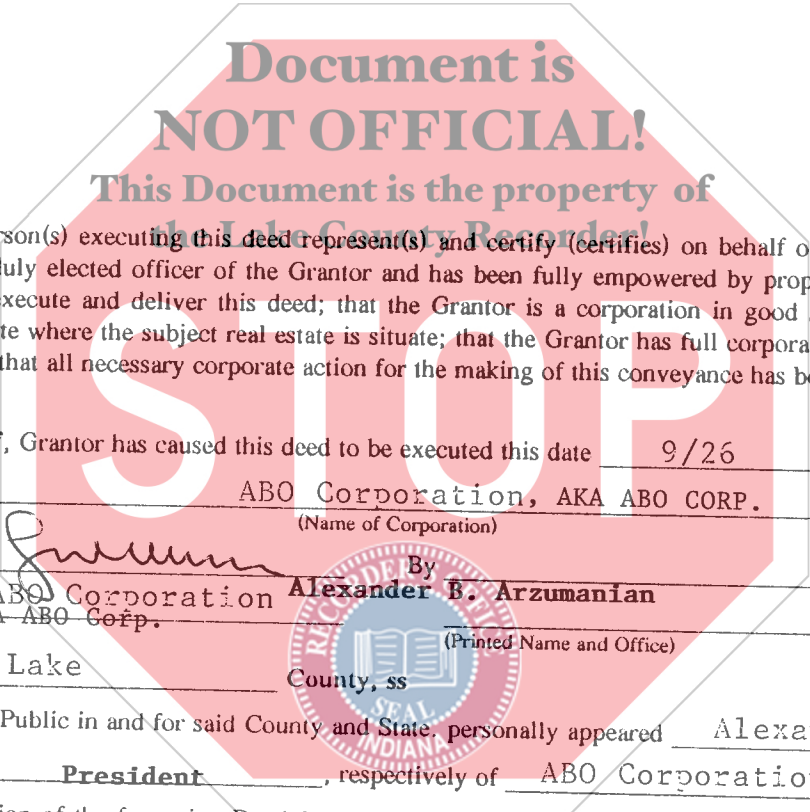 Document is
NOT OFFICIAL!
This Document is the property of
the Lake County Recorder!
rson(s) executing this deed represent(s) and certify (certifies) on behalf o
duly elected officer of the Grantor and has been fully empowered by prop
execute and deliver this deed; that the Grantor is a corporation in good
te where the subject real estate is situate; that the Grantor has full corpora
that all necessary corporate action for the making of this conveyance has be
STOP
, Grantor has caused this deed to be executed this date 9/26
ABO Corporation, AKA ABO CORP.
(Name of Corporation)
By
ABO Corporation Alexander B. Arzumanian
A ABO Corp.
(Printed Name and Office)
RECORDER'S OFFICE
Lake County, ss
SEAL
INDIANA
Public in and for said County and State, personally appeared Alexa
President, respectively of ABO Corporatio